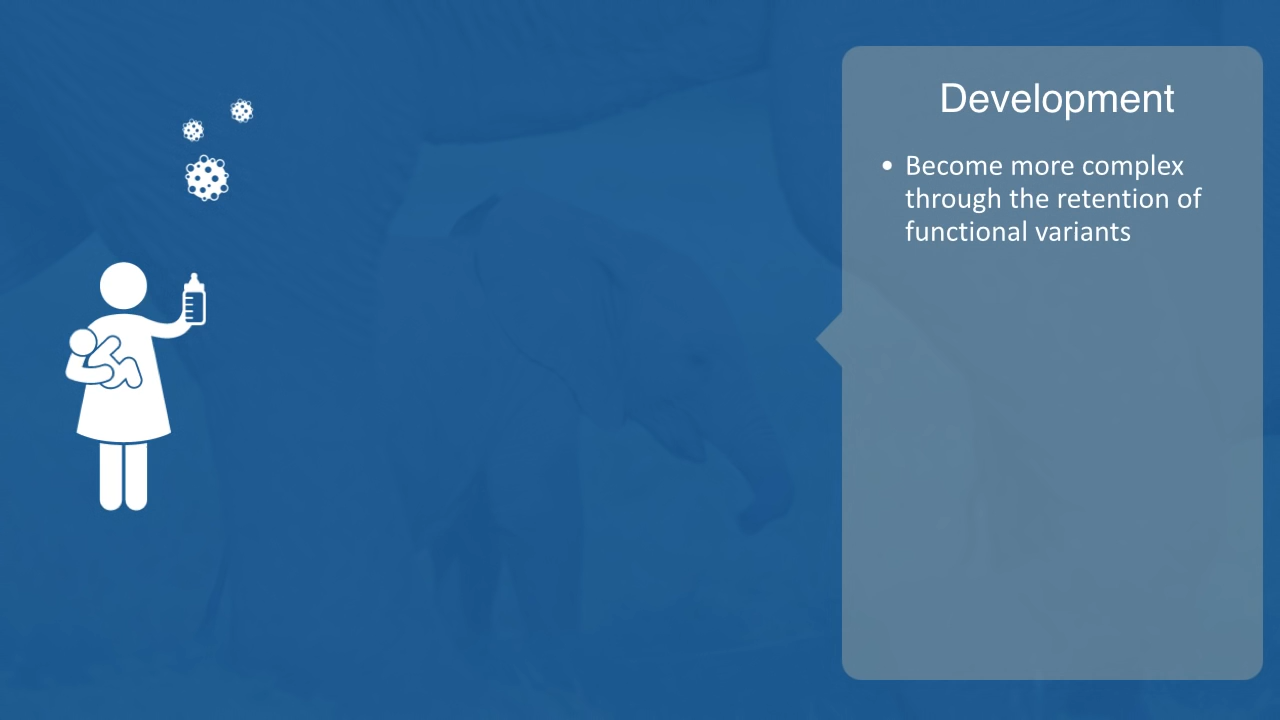 Development
• Become more complex
through the retention of
functional variants